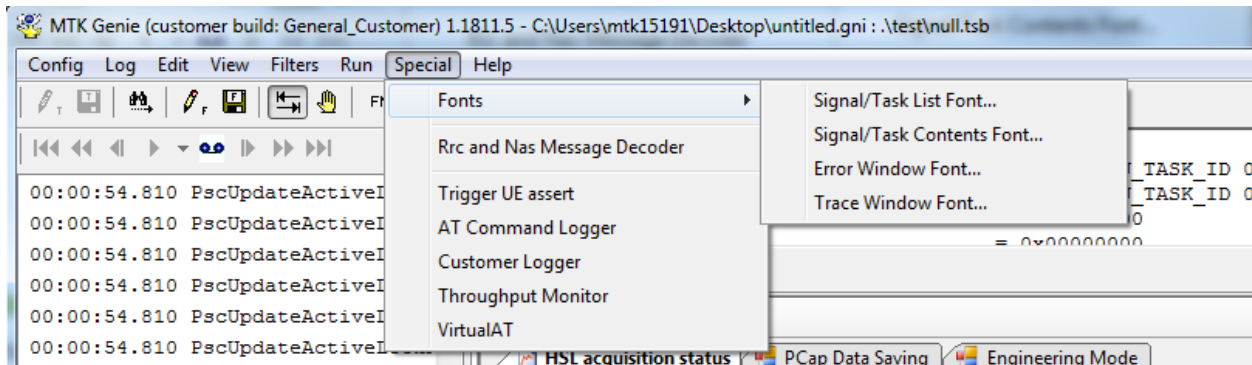 MTK Genie (customer build: General_Customer) 1.1811.5 - C:\Users\mtk15191\Desktop\untitled.gni : .\test\null.tsb
Config Log Edit View Filters Run Special Help
Fonts
Signal/Task List Font...
Signal/Task Contents Font...
Rrc and Nas Message Decoder
Error Window Font...
_TASK_ID 0
Trigger UE assert
Trace Window Font...
_TASK_ID 0
AT Command Logger
= 0x00000000
Customer Logger
Throughput Monitor
VirtualAT
00:00:54.810 PscUpdateActive
00:00:54.810 PscUpdateActive
00:00:54.810 PscUpdateActive
00:00:54.810 PscUpdateActive
00:00:54.810 PscUpdateActive
00:00:54.810 PscUpdateActive
HSL acquisition status PCap Data Saving Engineering Mode